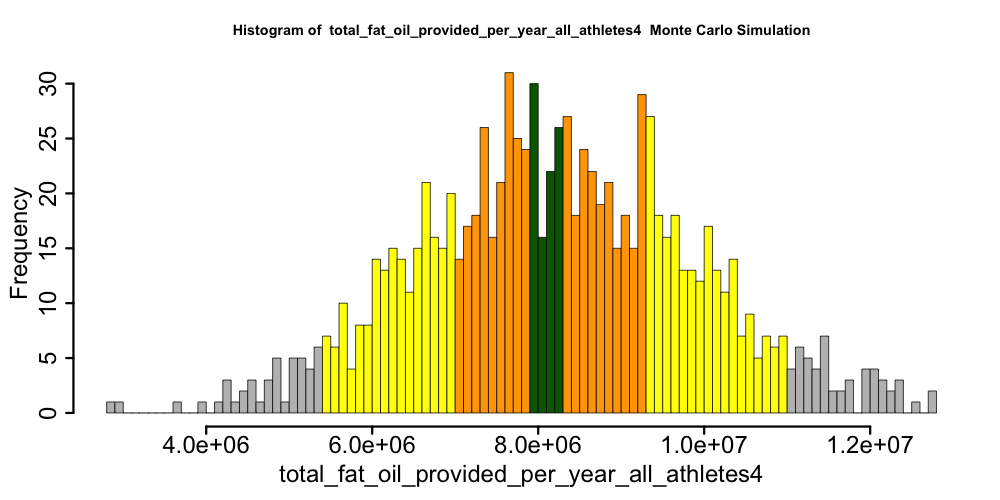 Histogram of  total_fat_oil_provided_per_year_all_athletes4  Monte Carlo Simulation
Frequency
30
25
20
15
10
5
0
4.0e+06 6.0e+06 8.0e+06 1.0e+07 1.2e+07
total_fat_oil_provided_per_year_all_athletes4